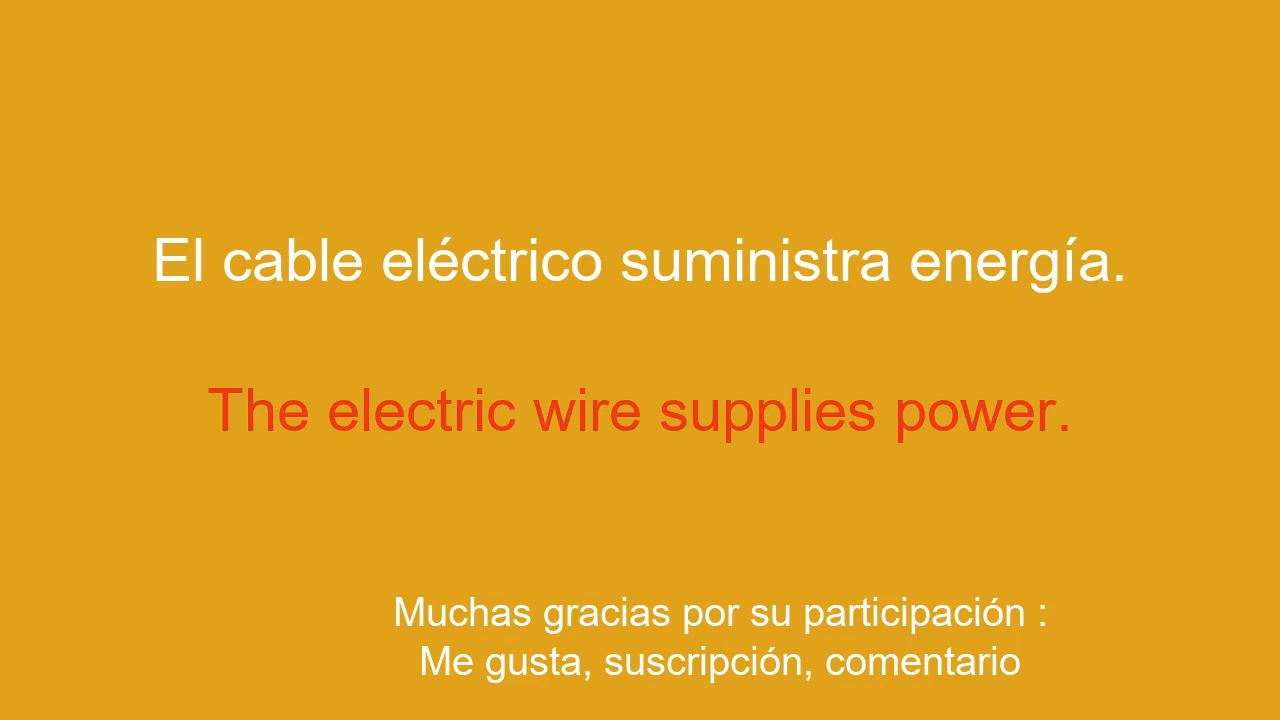 El cable eléctrico suministra energía.
The electric wire supplies power.
Muchas gracias por su participación :
Me gusta, suscripción, comentario